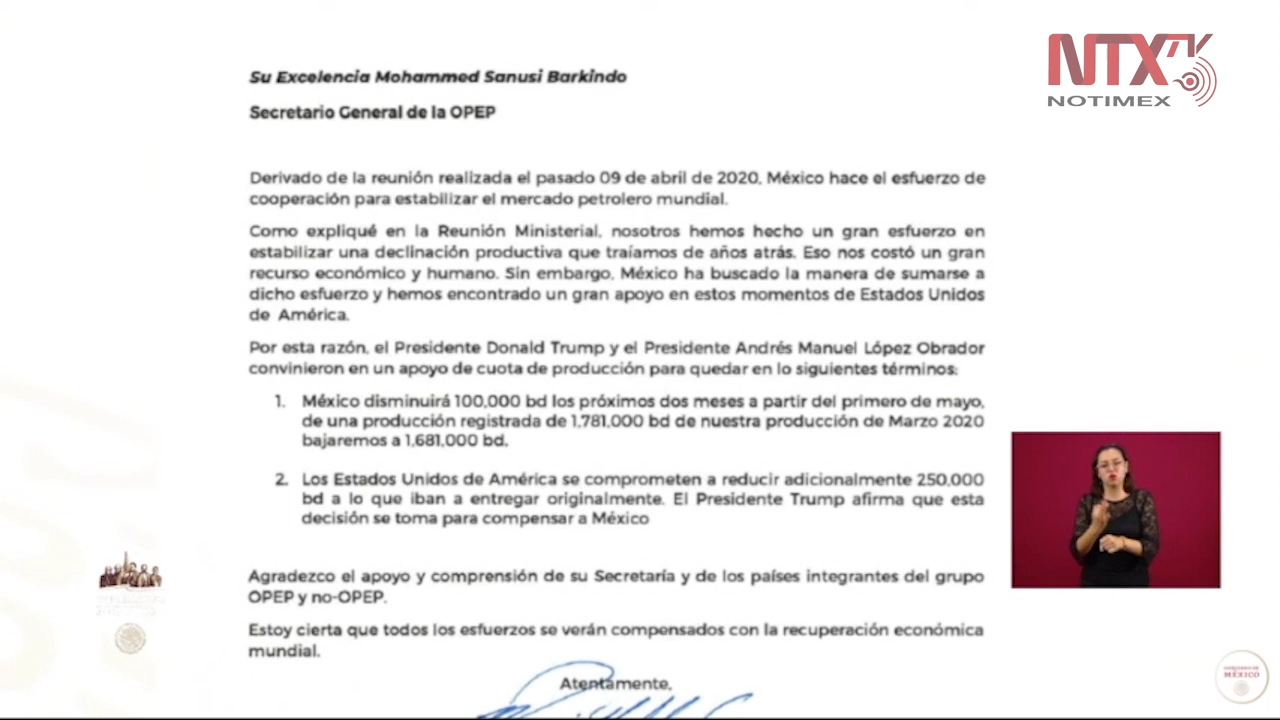 NTX
NOTIMEX
Su Excelencia Mohammed Sanusi Barkindo
Secretario General de la OPEP
Derivado de la reunión realizada el pasado 09 de abril de 2020, México hace el esfuerzo de
cooperación para estabilizar el mercado petrolero mundial.
Como expliqué en la Reunión Ministerial, nosotros hemos hecho un gran esfuerzo en
estabilizar una declinación productiva que traíamos de años atrás. Eso nos costó un gran
recurso económico y humano. Sin embargo, México ha buscado la manera de sumarse a
dicho esfuerzo y hemos encontrado un gran apoyo en estos momentos de Estados Unidos
de América.
Por esta razón, el Presidente Donald Trump y el Presidente Andrés Manuel López Obrador
convinieron en un apoyo de cuota de producción para quedar en lo siguientes términos:
1. México disminuirá 100,000 bd los próximos dos meses a partir del primero de mayo,
de una producción registrada de 1,781,000 bd de nuestra producción de Marzo 2020
bajaremos a 1,681,000 bd.
2. Los Estados Unidos de América se comprometen a reducir adicionalmente 250,000
bd a lo que iban a entregar originalmente. El Presidente Trump afirma que esta
decisión se toma para compensar a México
Agradezco el apoyo y comprensión de su Secretaría y de los países integrantes del grupo
OPEP y no-OPEP.
Estoy cierta que todos los esfuerzos se verán compensados con la recuperación económica
mundial.
Atentamente,
GOBIERNO DE
MÉXICO